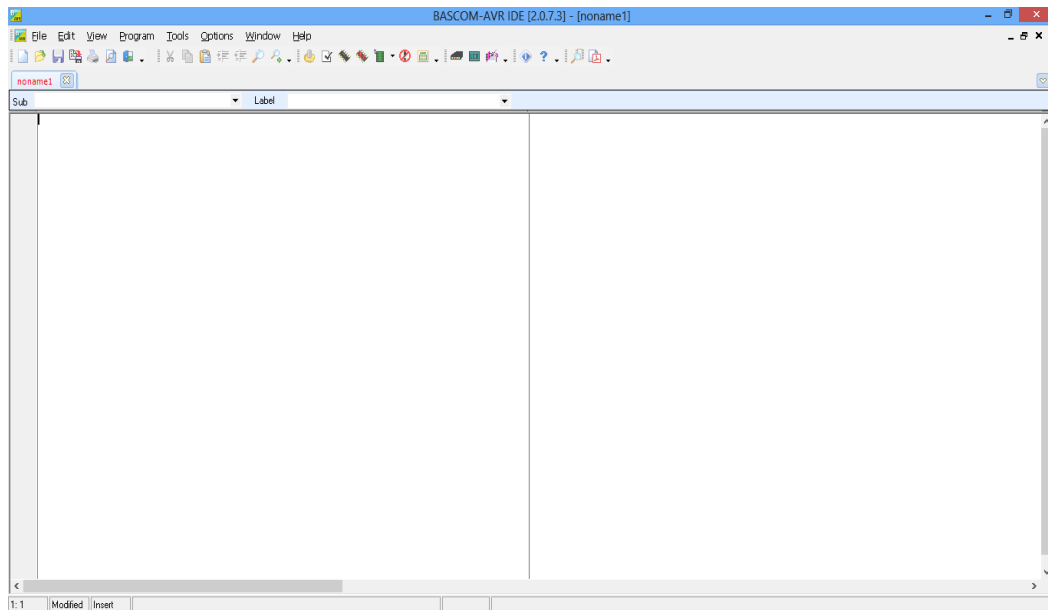 BASCOM-AVR IDE [2.0.7.3] - [noname1]
File Edit View Program Tools Options Window Help
noname1
Sub Label
1: 1 Modified Insert